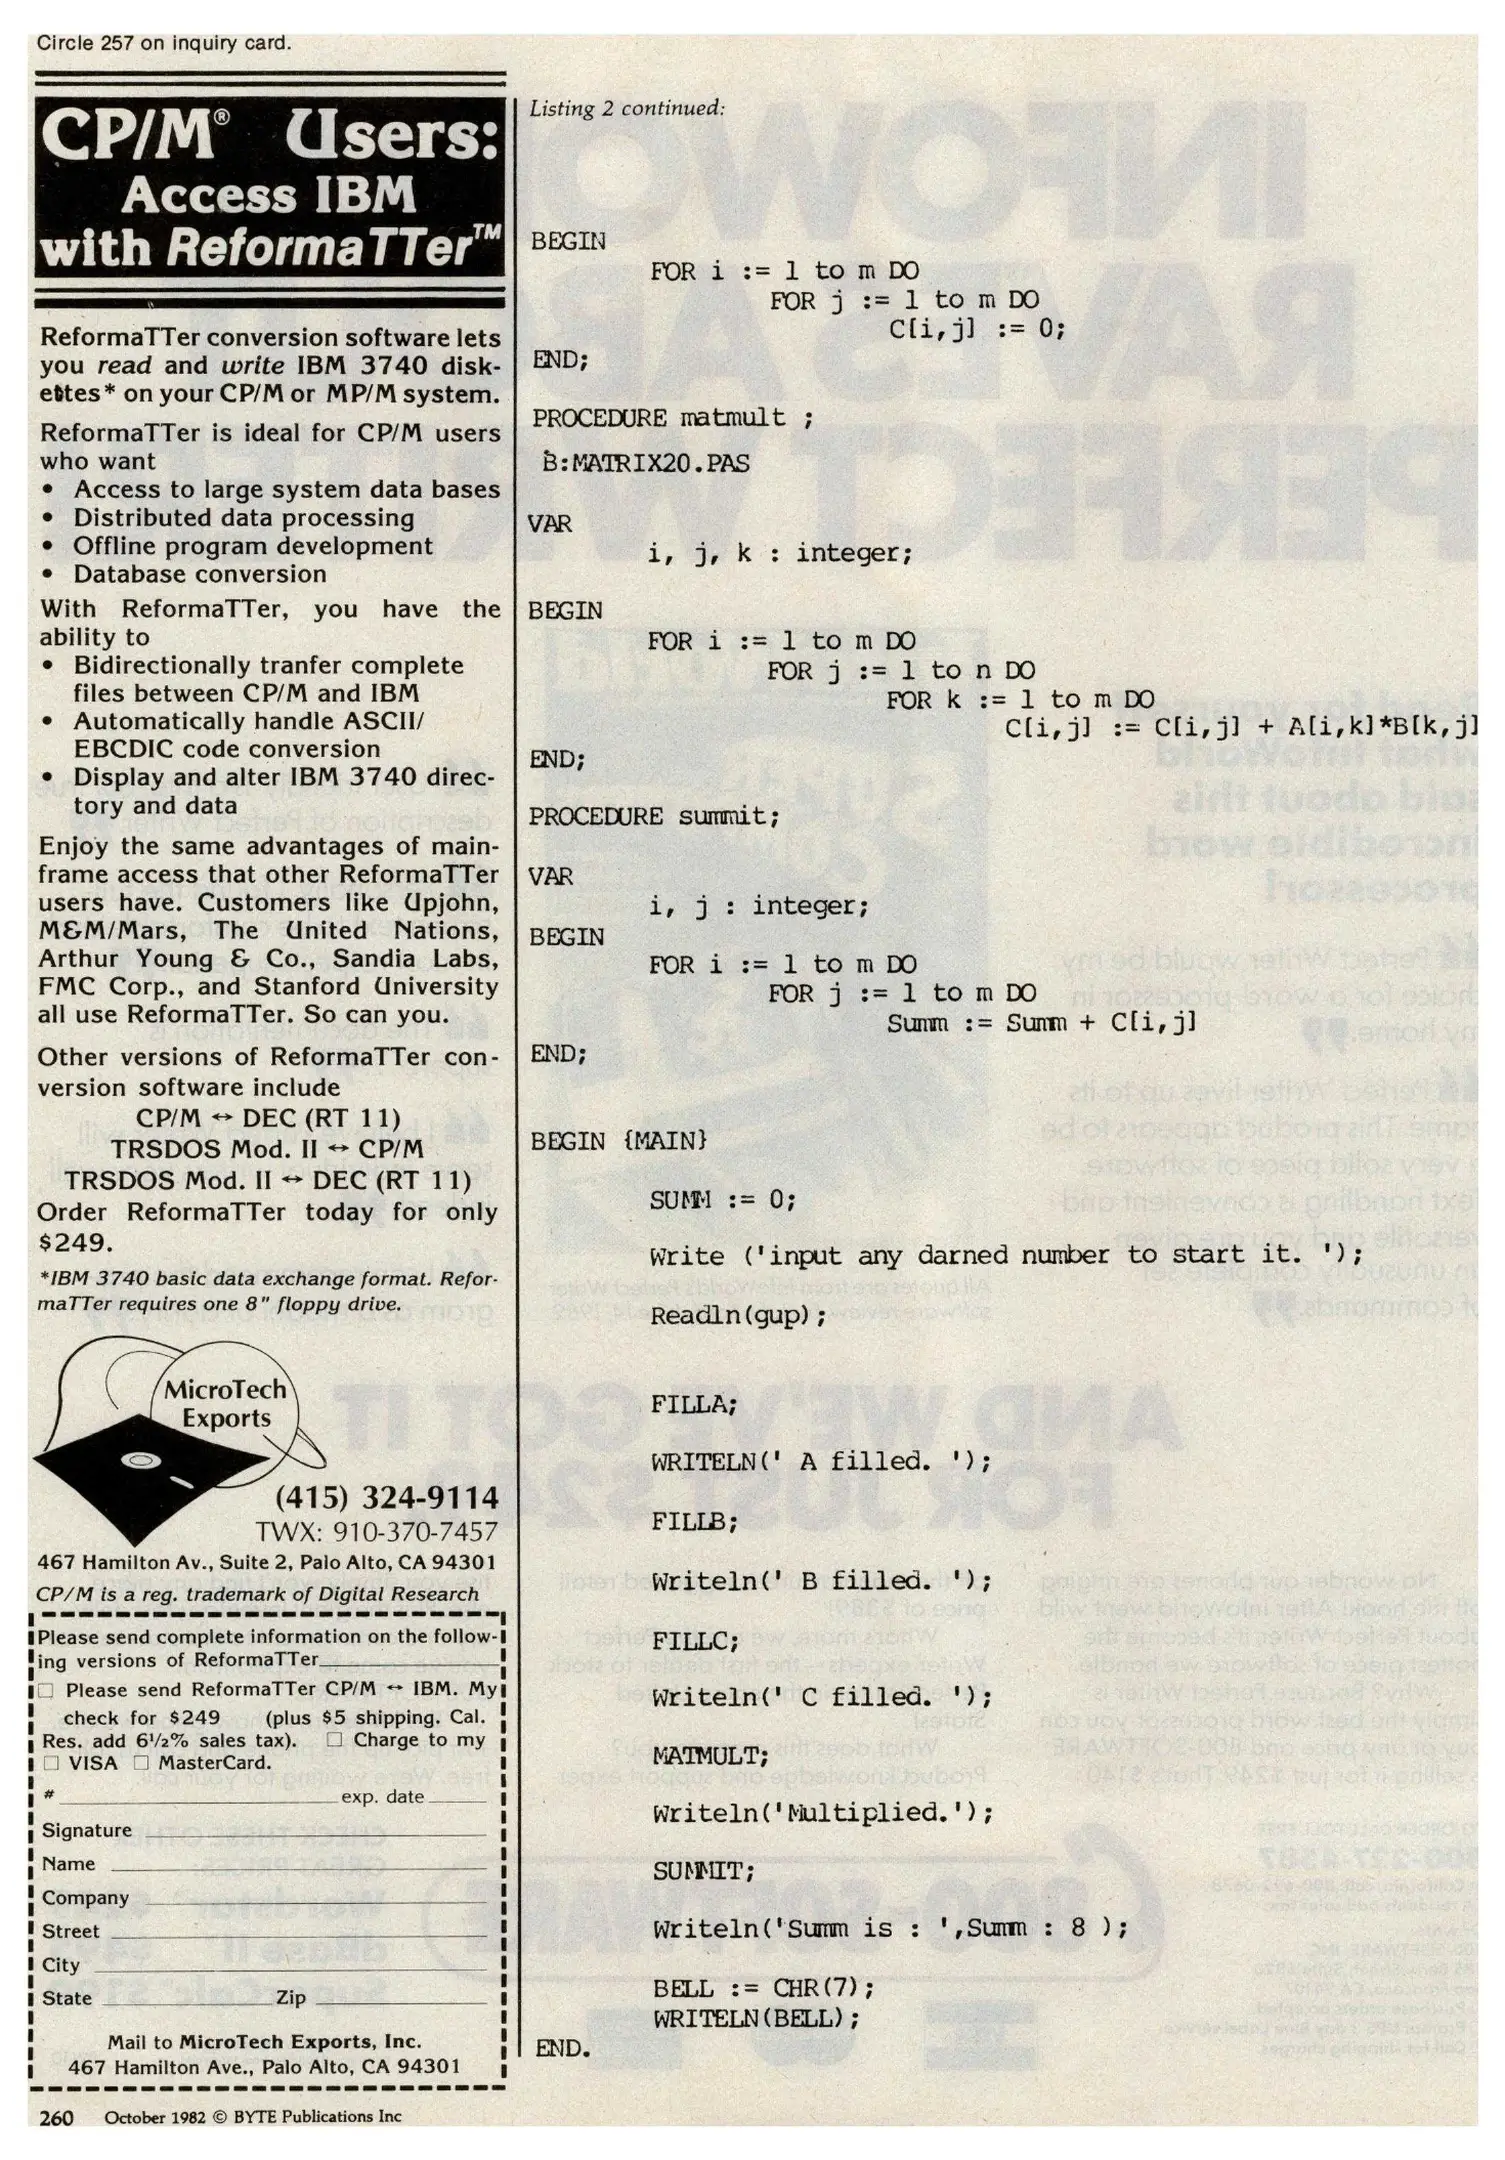 Circle 257 on inquiry card.
CP/M® Users:
Access IBM
with ReformaTTer™
ReformaTTer conversion software lets
you read and write IBM 3740 disk-
ettes* on your CP/M or MP/M system.
ReformaTTer is ideal for CP/M users
who want
• Access to large system data bases
• Distributed data processing
• Offline program development
• Database conversion
With ReformaTTer, you have the
ability to
• Bidirectionally tranfer complete
files between CP/M and IBM
• Automatically handle ASCII/
EBCDIC code conversion
• Display and alter IBM 3740 direc-
tory and data
Enjoy the same advantages of main-
frame access that other ReformaTTer
users have. Customers like Upjohn,
M&M/Mars, The United Nations,
Arthur Young & Co., Sandia Labs,
FMC Corp., and Stanford University
all use ReformaTTer. So can you.
Other versions of ReformaTTer con-
version software include
CP/M ↔ DEC (RT 11)
TRSDOS Mod. II ↔ CP/M
TRSDOS Mod. II ↔ DEC (RT 11)
Order ReformaTTer today for only
$249.
*IBM 3740 basic data exchange format. Refor-
maTTer requires one 8" floppy drive.
MicroTech
Exports
(415) 324-9114
TWX: 910-370-7457
467 Hamilton Av., Suite 2, Palo Alto, CA 94301
CP/M is a reg. trademark of Digital Research
Please send complete information on the follow-
ing versions of ReformaTTer
□ Please send ReformaTTer CP/M ↔ IBM. My
check for $249 (plus $5 shipping. Cal.
Res. add 6½% sales tax). □ Charge to my
□ VISA □ MasterCard.
# exp. date
Signature
Name
Company
Street
City
State Zip
Mail to MicroTech Exports, Inc.
467 Hamilton Ave., Palo Alto, CA 94301
Listing 2 continued:
BEGIN
FOR i := 1 to m DO
FOR j := 1 to m DO
C[i,j] := 0;
END;
PROCEDURE matmult ;
B:MATRIX20.PAS
VAR
i, j, k : integer;
BEGIN
FOR i := 1 to m DO
FOR j := 1 to n DO
FOR k := 1 to m DO
C[i,j] := C[i,j] + A[i,k]*B[k,j]
END;
PROCEDURE summit;
VAR
i, j : integer;
BEGIN
FOR i := 1 to m DO
FOR j := 1 to m DO
Summ := Summ + C[i,j]
END;
BEGIN {MAIN}
SUMM := 0;
Write ('input any darned number to start it. ');
Readln(gup);
FILLA;
WRITELN(' A filled. ');
FILLB;
Writeln(' B filled. ');
FILLC;
Writeln(' C filled. ');
MATMULT;
Writeln('Multiplied.');
SUMMIT;
Writeln('Summ is : ',Summ : 8 );
BELL := CHR(7);
WRITELN(BELL);
END.
260 October 1982 © BYTE Publications Inc